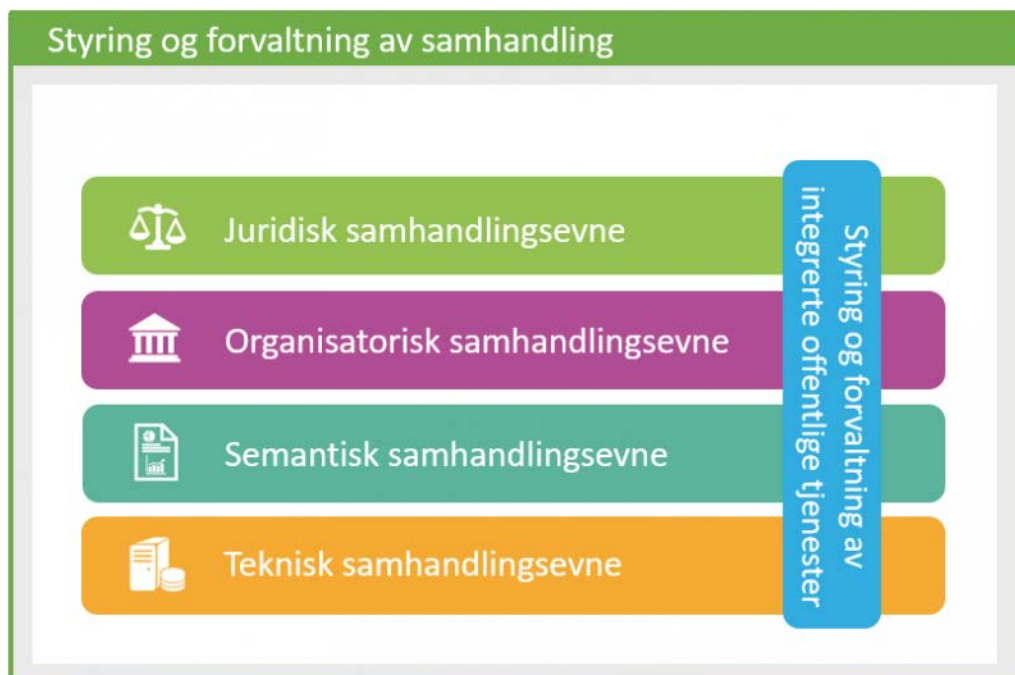 Styring og forvaltning av samhandling
Juridisk samhandlingsevne
Organisatorisk samhandlingsevne
Semantisk samhandlingsevne
Teknisk samhandlingsevne
Styring og forvaltning av
integrerte offentlige tjenester